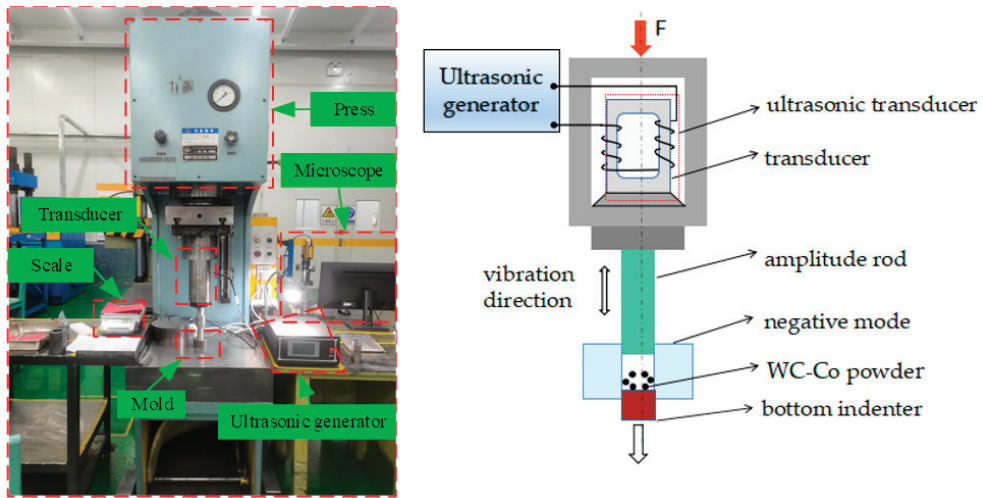 Press
Microscope
Transducer
Scale
Mold
Ultrasonic generator
F
Ultrasonic
generator
ultrasonic transducer
transducer
amplitude rod
vibration
direction
negative mode
WC-Co powder
bottom indenter